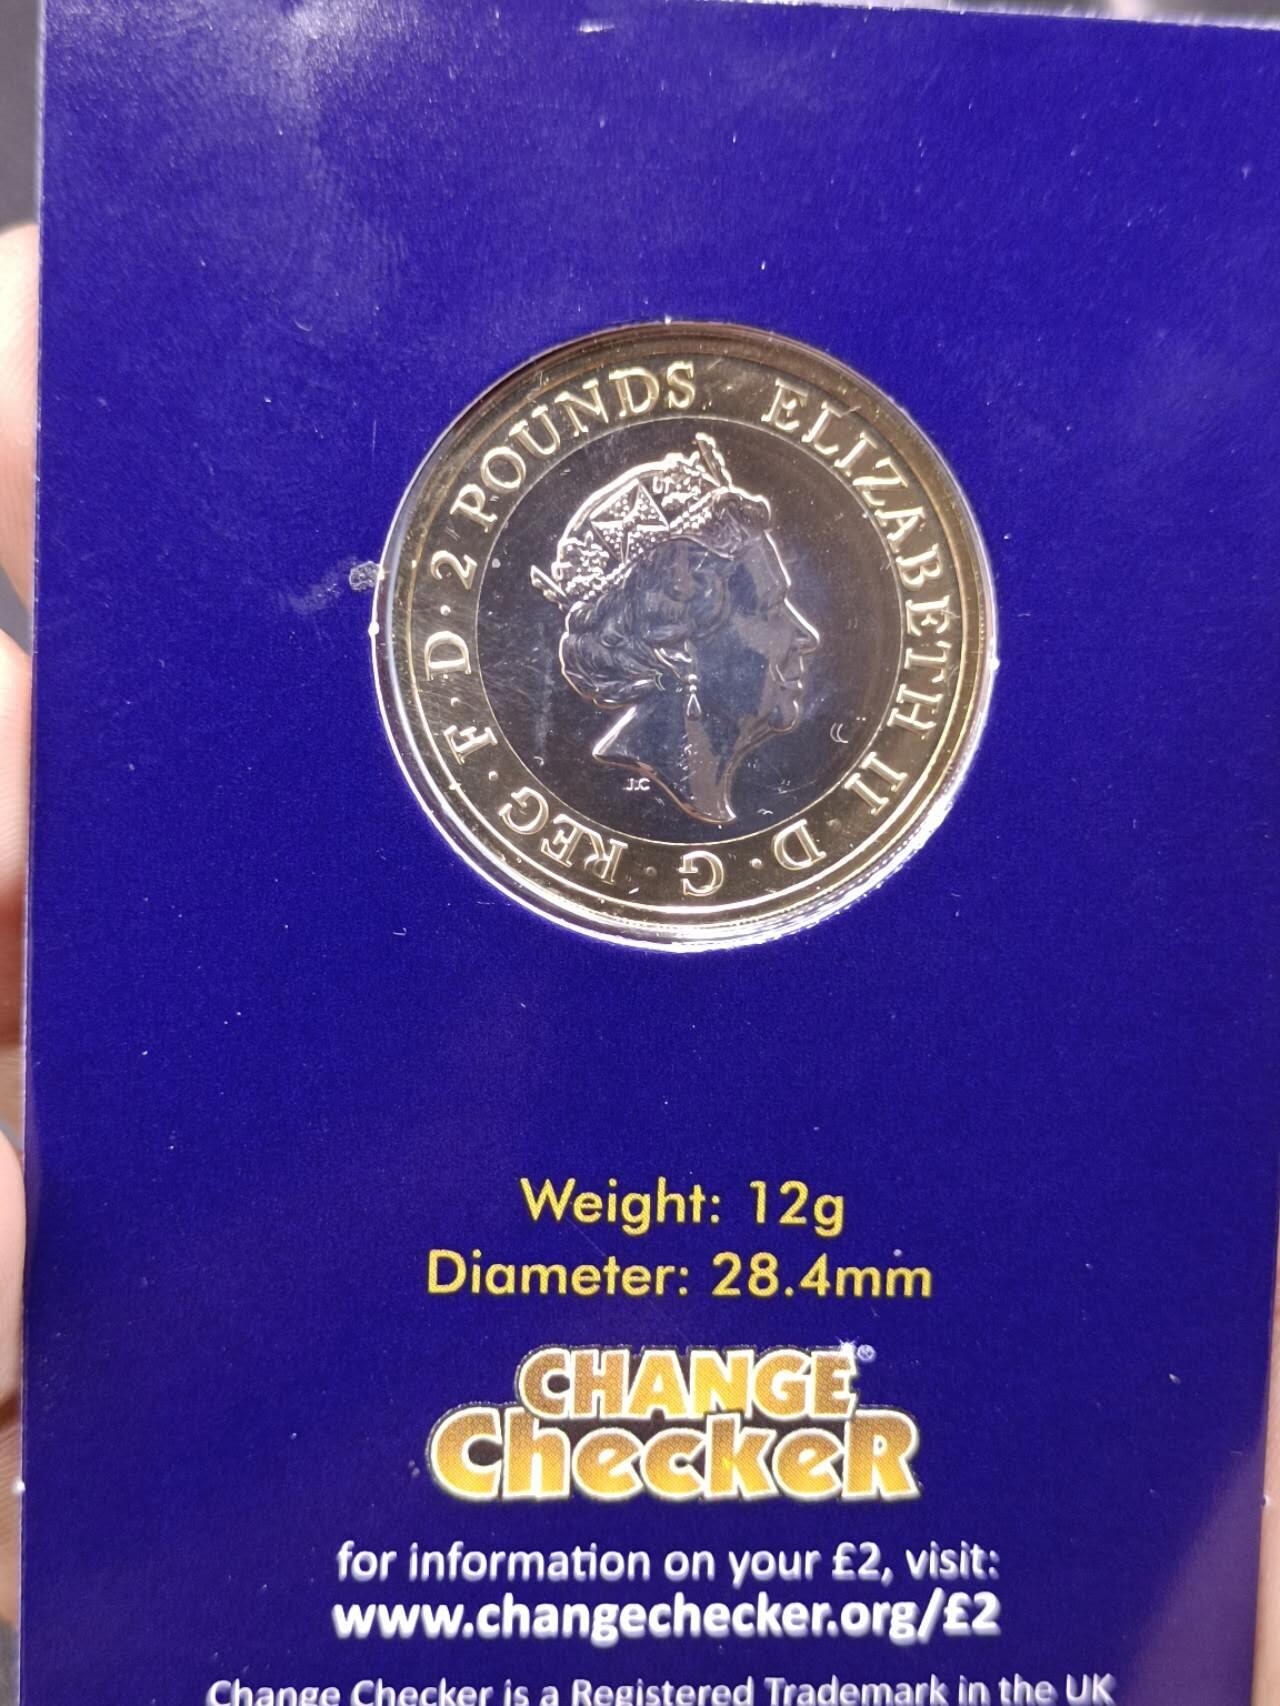 2 POUNDS ELIZABETH II · D · G · REG · F · D ·
J.C
Weight: 12g
Diameter: 28.4mm
CHANGE
CheckeR
®
for information on your £2, visit:
www.changechecker.org/£2
Change Checker is a Registered Trademark in the UK